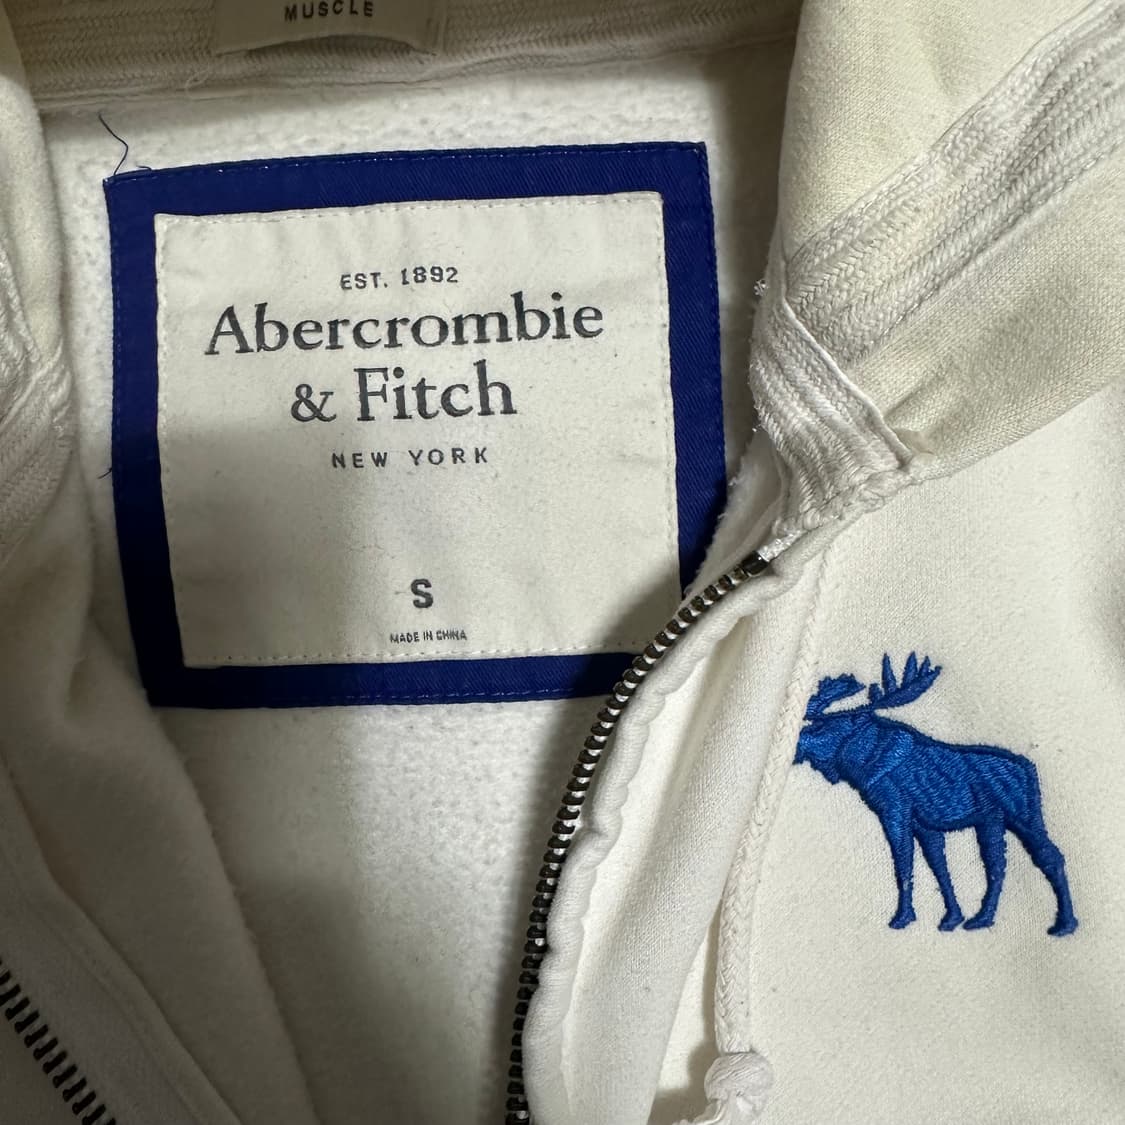 MUSCLE
EST. 1892
Abercrombie
& Fitch
NEW YORK
S
MADE IN CHINA